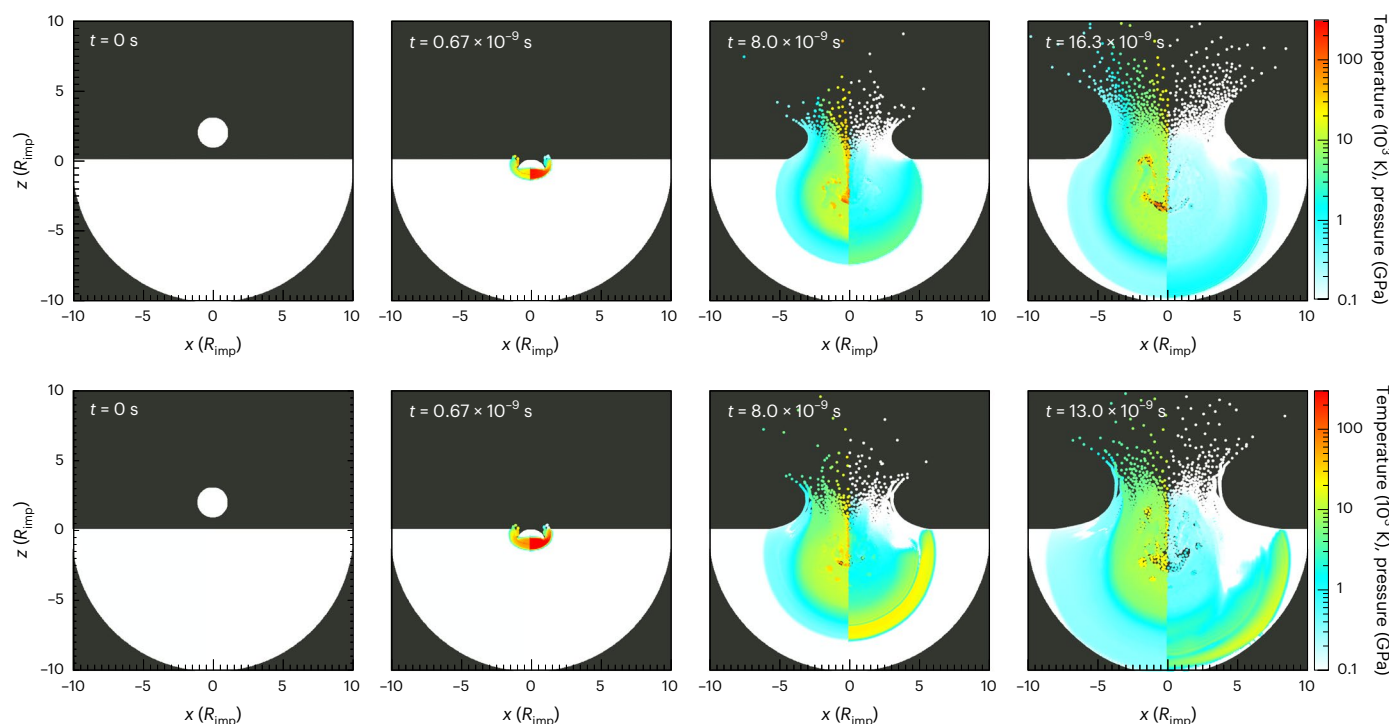 t = 0 s
t = 0.67 × 10⁻⁹ s
t = 8.0 × 10⁻⁹ s
t = 16.3 × 10⁻⁹ s
10
5
0
−5
−10
z (R_imp)
−10 −5 0 5 10
−10 −5 0 5 10
−10 −5 0 5 10
−10 −5 0 5 10
x (R_imp)
x (R_imp)
x (R_imp)
x (R_imp)
100
10
1
0.1
Temperature (10³ K), pressure (GPa)
t = 0 s
t = 0.67 × 10⁻⁹ s
t = 8.0 × 10⁻⁹ s
t = 13.0 × 10⁻⁹ s
10
5
0
−5
−10
z (R_imp)
−10 −5 0 5 10
−10 −5 0 5 10
−10 −5 0 5 10
−10 −5 0 5 10
x (R_imp)
x (R_imp)
x (R_imp)
x (R_imp)
100
10
1
0.1
Temperature (10³ K), pressure (GPa)